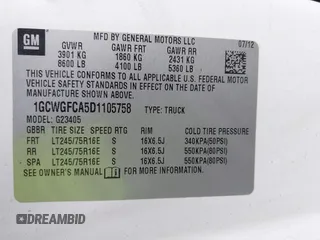 GM
MFD BY GENERAL MOTORS LLC
07/12
GVWR GAWR FRT GAWR RR
3901 KG 1860 KG 2431 KG
8600 LB 4100 LB 5360 LB
THIS VEHICLE CONFORMS TO ALL APPLICABLE U.S. FEDERAL
MOTOR VEHICLE SAFETY STANDARDS IN EFFECT ON
THE DATE OF MANUFACTURE SHOWN ABOVE.
1GCWGFCA5D1105758 TYPE: TRUCK
MODEL: G23405
GBBR TIRE SIZE SPEED RTG RIM COLD TIRE PRESSURE
FRT LT245/75R16E S 16X6.5J 340KPA(50PSI)
RR LT245/75R16E S 16X6.5J 550KPA(80PSI)
SPA LT245/75R16E S 16X6.5J 550KPA(80PSI)
SEE OWNER'S MANUAL FOR ADDITIONAL INFORMATION.
DREAMBID